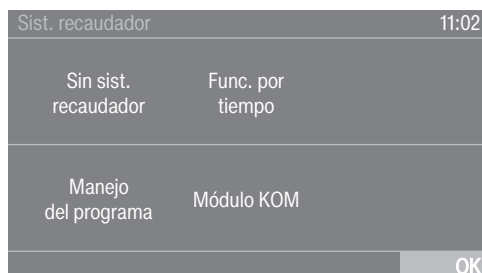 Sist. recaudador 11:02
Sin sist. Func. por
recaudador tiempo
Manejo
del programa Módulo KOM
OK